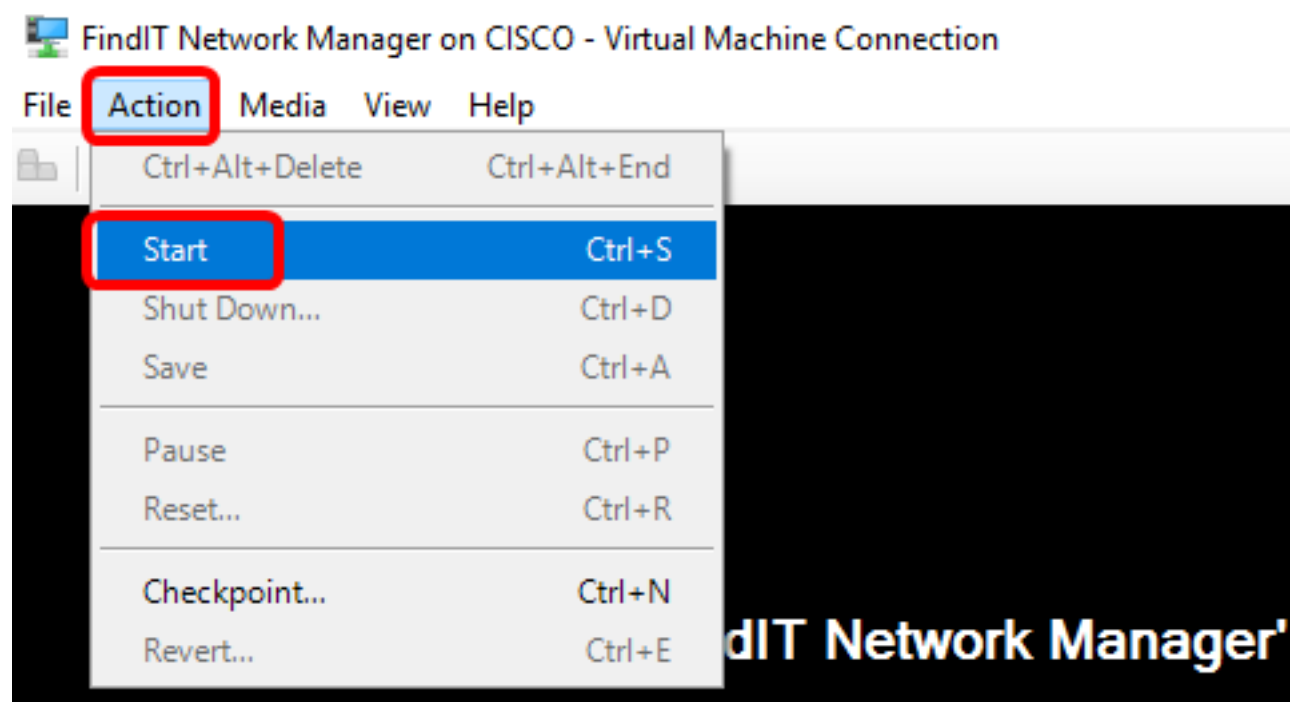 FindIT Network Manager on CISCO - Virtual Machine Connection
File Action Media View Help
Ctrl+Alt+Delete Ctrl+Alt+End
Start Ctrl+S
Shut Down... Ctrl+D
Save Ctrl+A
Pause Ctrl+P
Reset... Ctrl+R
Checkpoint... Ctrl+N
Revert... Ctrl+E
dIT Network Manager'